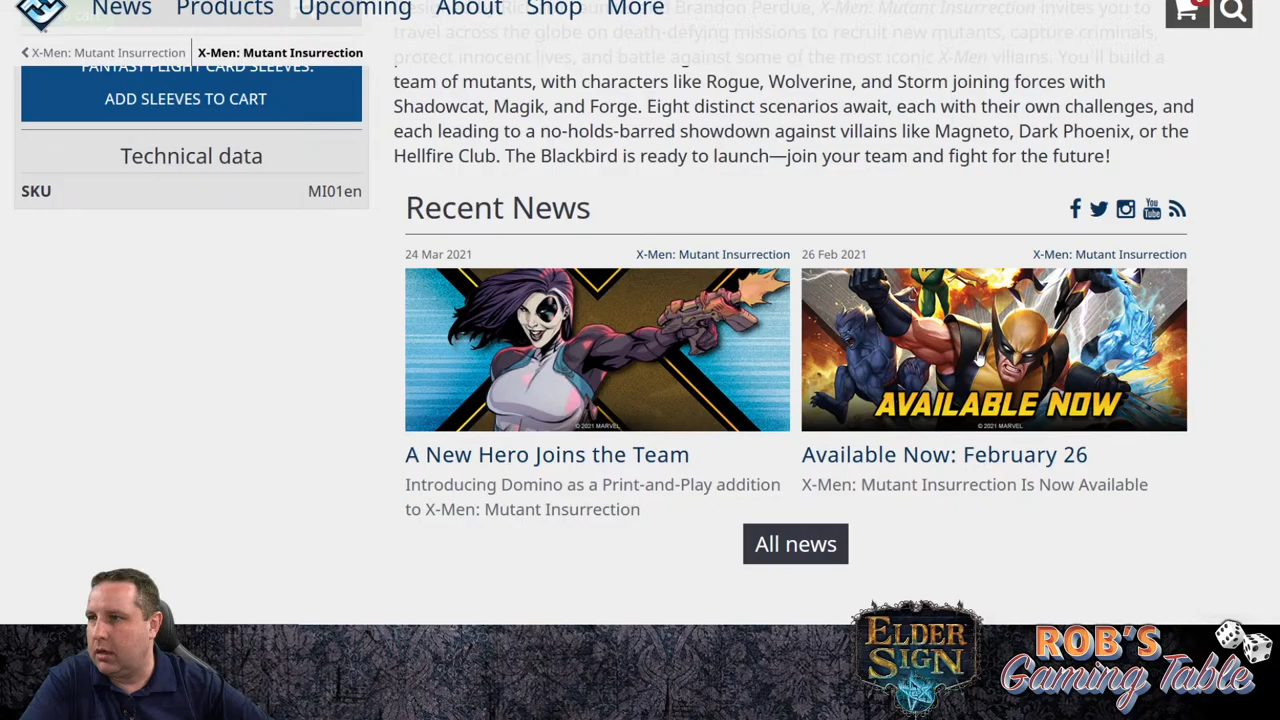 News Products Upcoming About Shop More
X-Men: Mutant Insurrection
X-Men: Mutant Insurrection
FANTASY FLIGHT CARD SLEEVES.
ADD SLEEVES TO CART
Technical data
SKU MI01en
Brandon Perdue, X-Men: Mutant Insurrection invites you to
travel across the globe on death-defying missions to recruit new mutants, capture criminals,
protect innocent lives, and battle against some of the most iconic X-Men villains. You'll build a
team of mutants, with characters like Rogue, Wolverine, and Storm joining forces with
Shadowcat, Magik, and Forge. Eight distinct scenarios await, each with their own challenges, and
each leading to a no-holds-barred showdown against villains like Magneto, Dark Phoenix, or the
Hellfire Club. The Blackbird is ready to launch—join your team and fight for the future!
Recent News
You
Tube
24 Mar 2021 X-Men: Mutant Insurrection
© 2021 MARVEL
A New Hero Joins the Team
Introducing Domino as a Print-and-Play addition
to X-Men: Mutant Insurrection
26 Feb 2021 X-Men: Mutant Insurrection
AVAILABLE NOW
© 2021 MARVEL
Available Now: February 26
X-Men: Mutant Insurrection Is Now Available
All news
ELDER
SIGN
ROB'S
Gaming Table